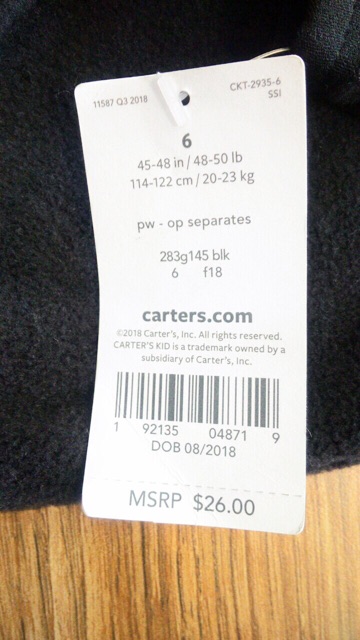 11587 Q3 2018
CKT-2935-6
SSI
6
45-48 in / 48-50 lb
114-122 cm / 20-23 kg
pw - op separates
283g145 blk
6 f18
carters.com
©2018 Carter's, Inc. All rights reserved.
CARTER'S KID is a trademark owned by a
subsidiary of Carter's, Inc.
1 92135 04871 9
DOB 08/2018
MSRP $26.00